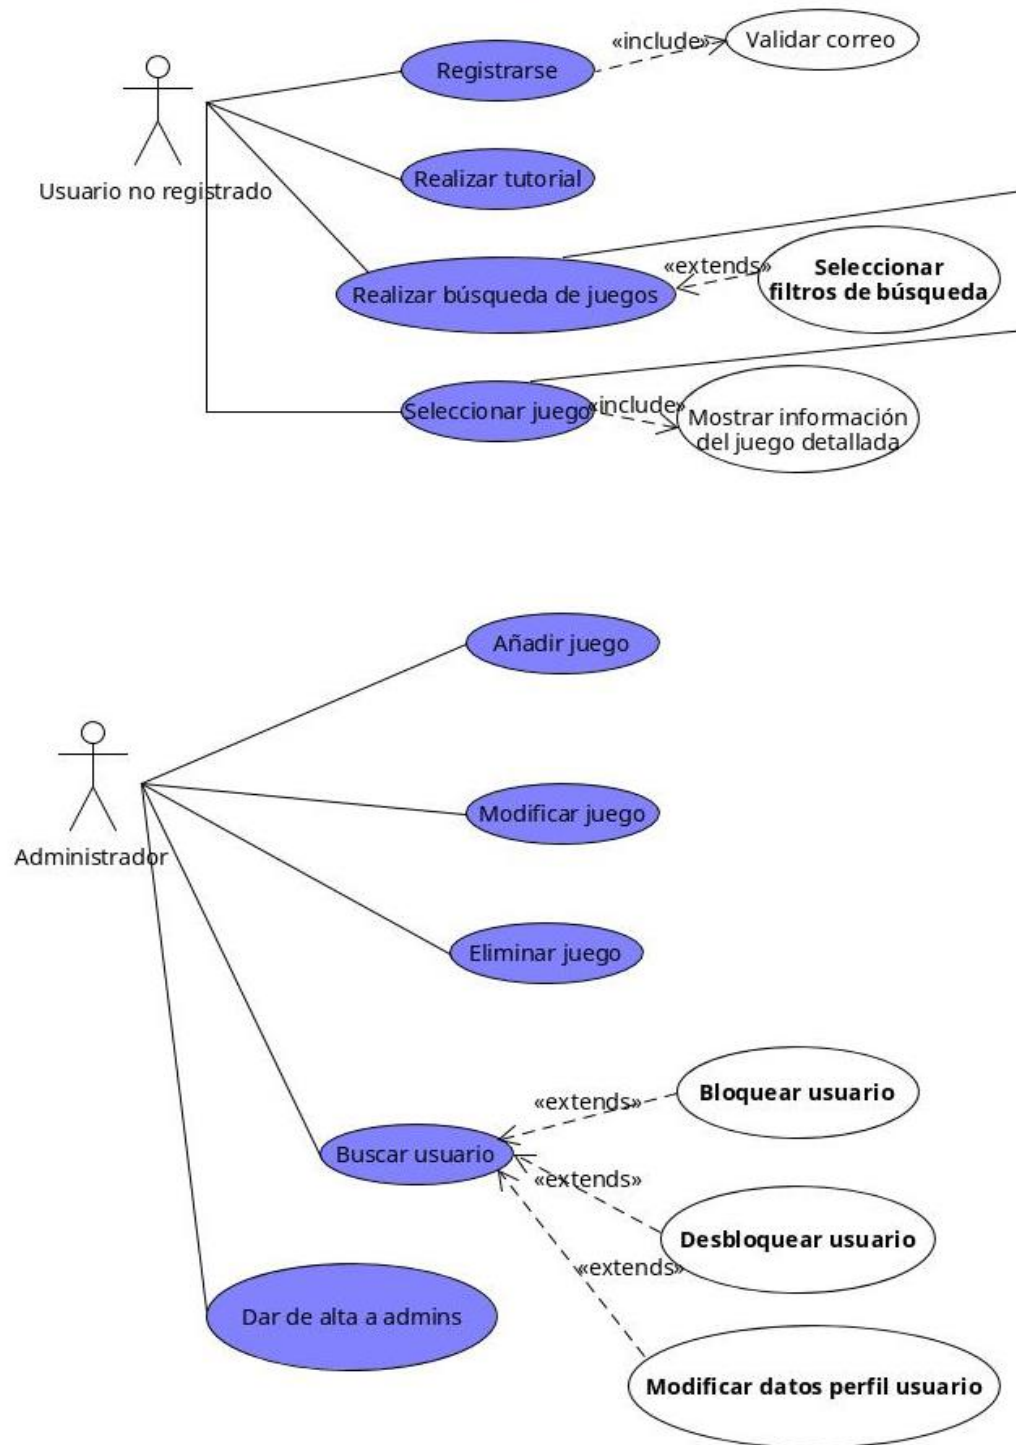 «include»
Validar correo
Registrarse
Usuario no registrado
Realizar tutorial
«extends»
Seleccionar
filtros de búsqueda
Realizar búsqueda de juegos
Seleccionar juego
«include»
Mostrar información
del juego detallada
Añadir juego
Modificar juego
Administrador
Eliminar juego
Bloquear usuario
«extends»
Buscar usuario
«extends»
Desbloquear usuario
«extends»
Dar de alta a admins
Modificar datos perfil usuario